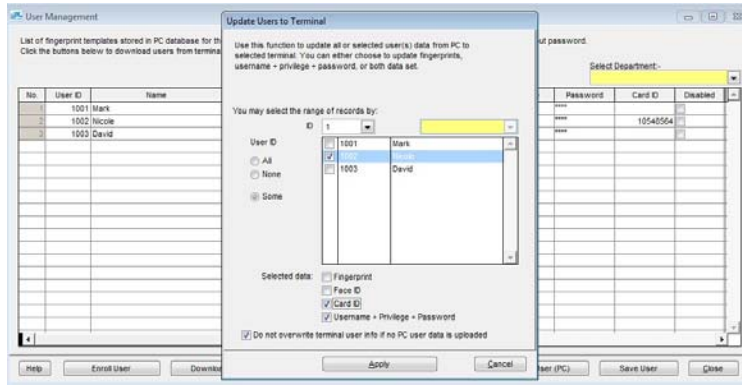 User Management
List of fingerprint templates stored in PC database for th
Click the buttons below to download users from termina
ut password.
Select Department:-
No. User ID Name Password Card ID Disabled
1 1001 Mark ****
2 1002 Nicole **** 10548564
3 1003 David ****
Update Users to Terminal
Use this function to update all or selected user(s) data from PC to
selected terminal. You can either choose to update fingerprints,
username + privilege + password, or both data set.
You may select the range of records by:
ID 1
User ID
All
None
Some
1001 Mark
1002 Nicole
1003 David
Selected data: Fingerprint
Face ID
Card ID
Username + Privilege + Password
Do not overwrite terminal user info if no PC user data is uploaded
Apply Cancel
Help Enroll User Downloa ser (PC) Save User Close